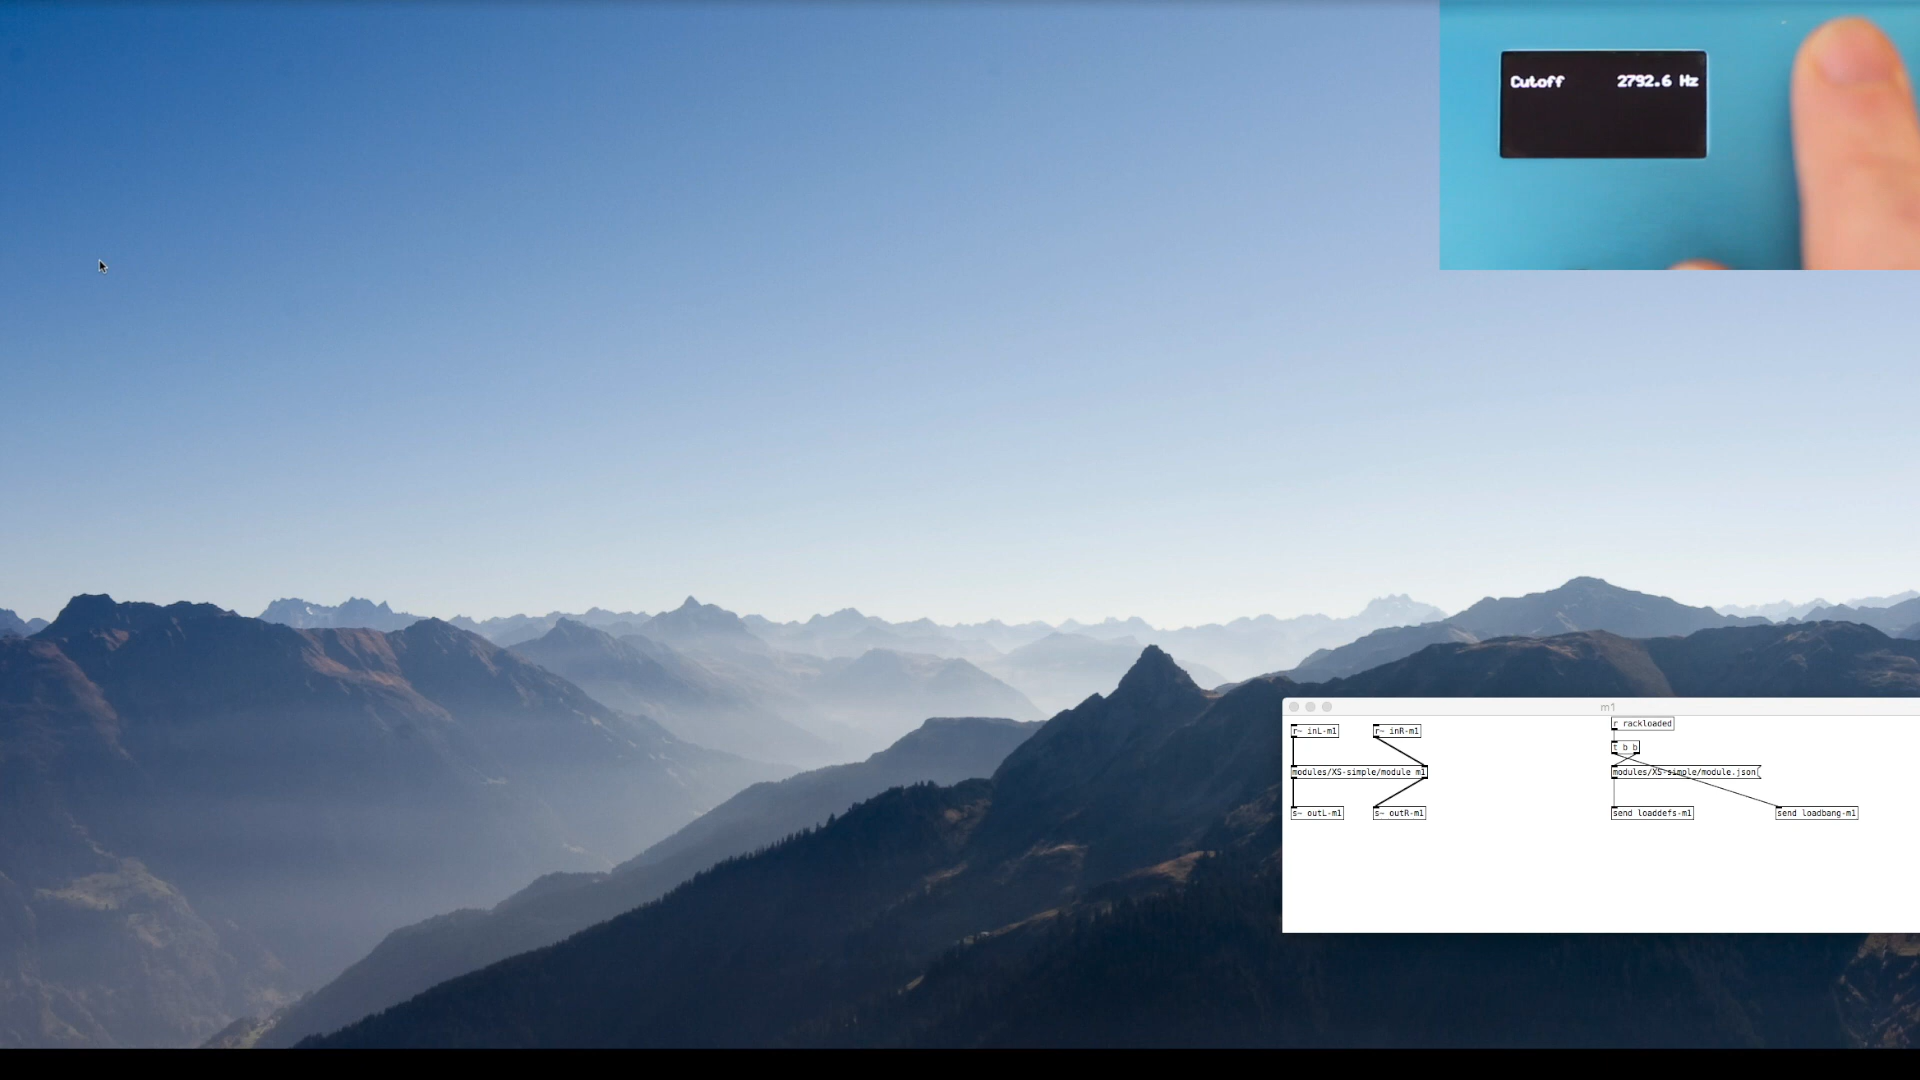 Cutoff 2792.6 Hz
m1
r~ inL-m1 r~ inR-m1 r rackloaded
t b b
modules/XS-simple/module m1 modules/XS-simple/module.json
s~ outL-m1 s~ outR-m1 send loaddefs-m1 send loadbang-m1